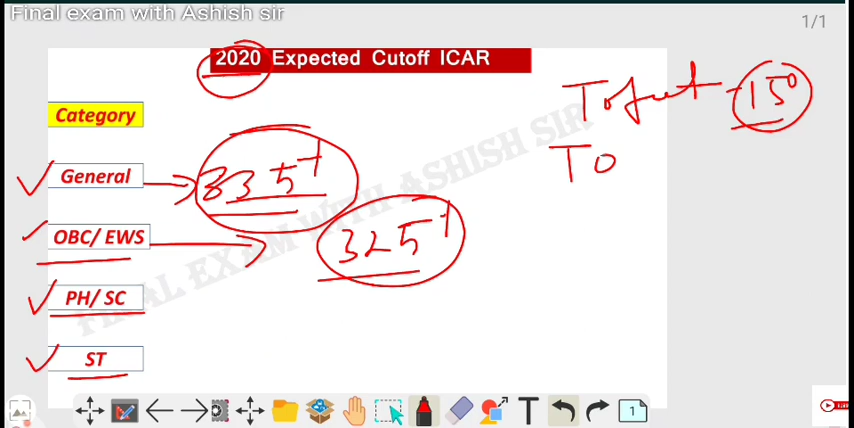 Final exam with Ashish sir
1/1
2020 Expected Cutoff ICAR
150
Category
TO
General
335+
OBC/ EWS
325+
PH/ SC
ST
FINAL EXAM WITH ASHISH SIR
T
1